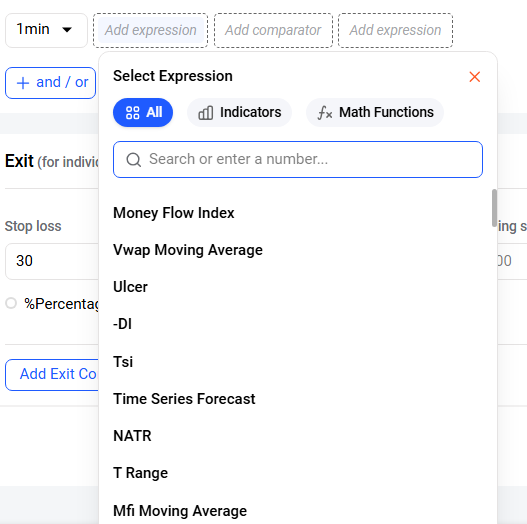 1min Add expression Add comparator Add expression
+ and / or
Select Expression
All Indicators Math Functions
Search or enter a number...
Exit (for indivi
Money Flow Index
Stop loss
ing s
Vwap Moving Average
30
00
Ulcer
%Percentag
-DI
Tsi
Add Exit Co
Time Series Forecast
NATR
T Range
Mfi Moving Average